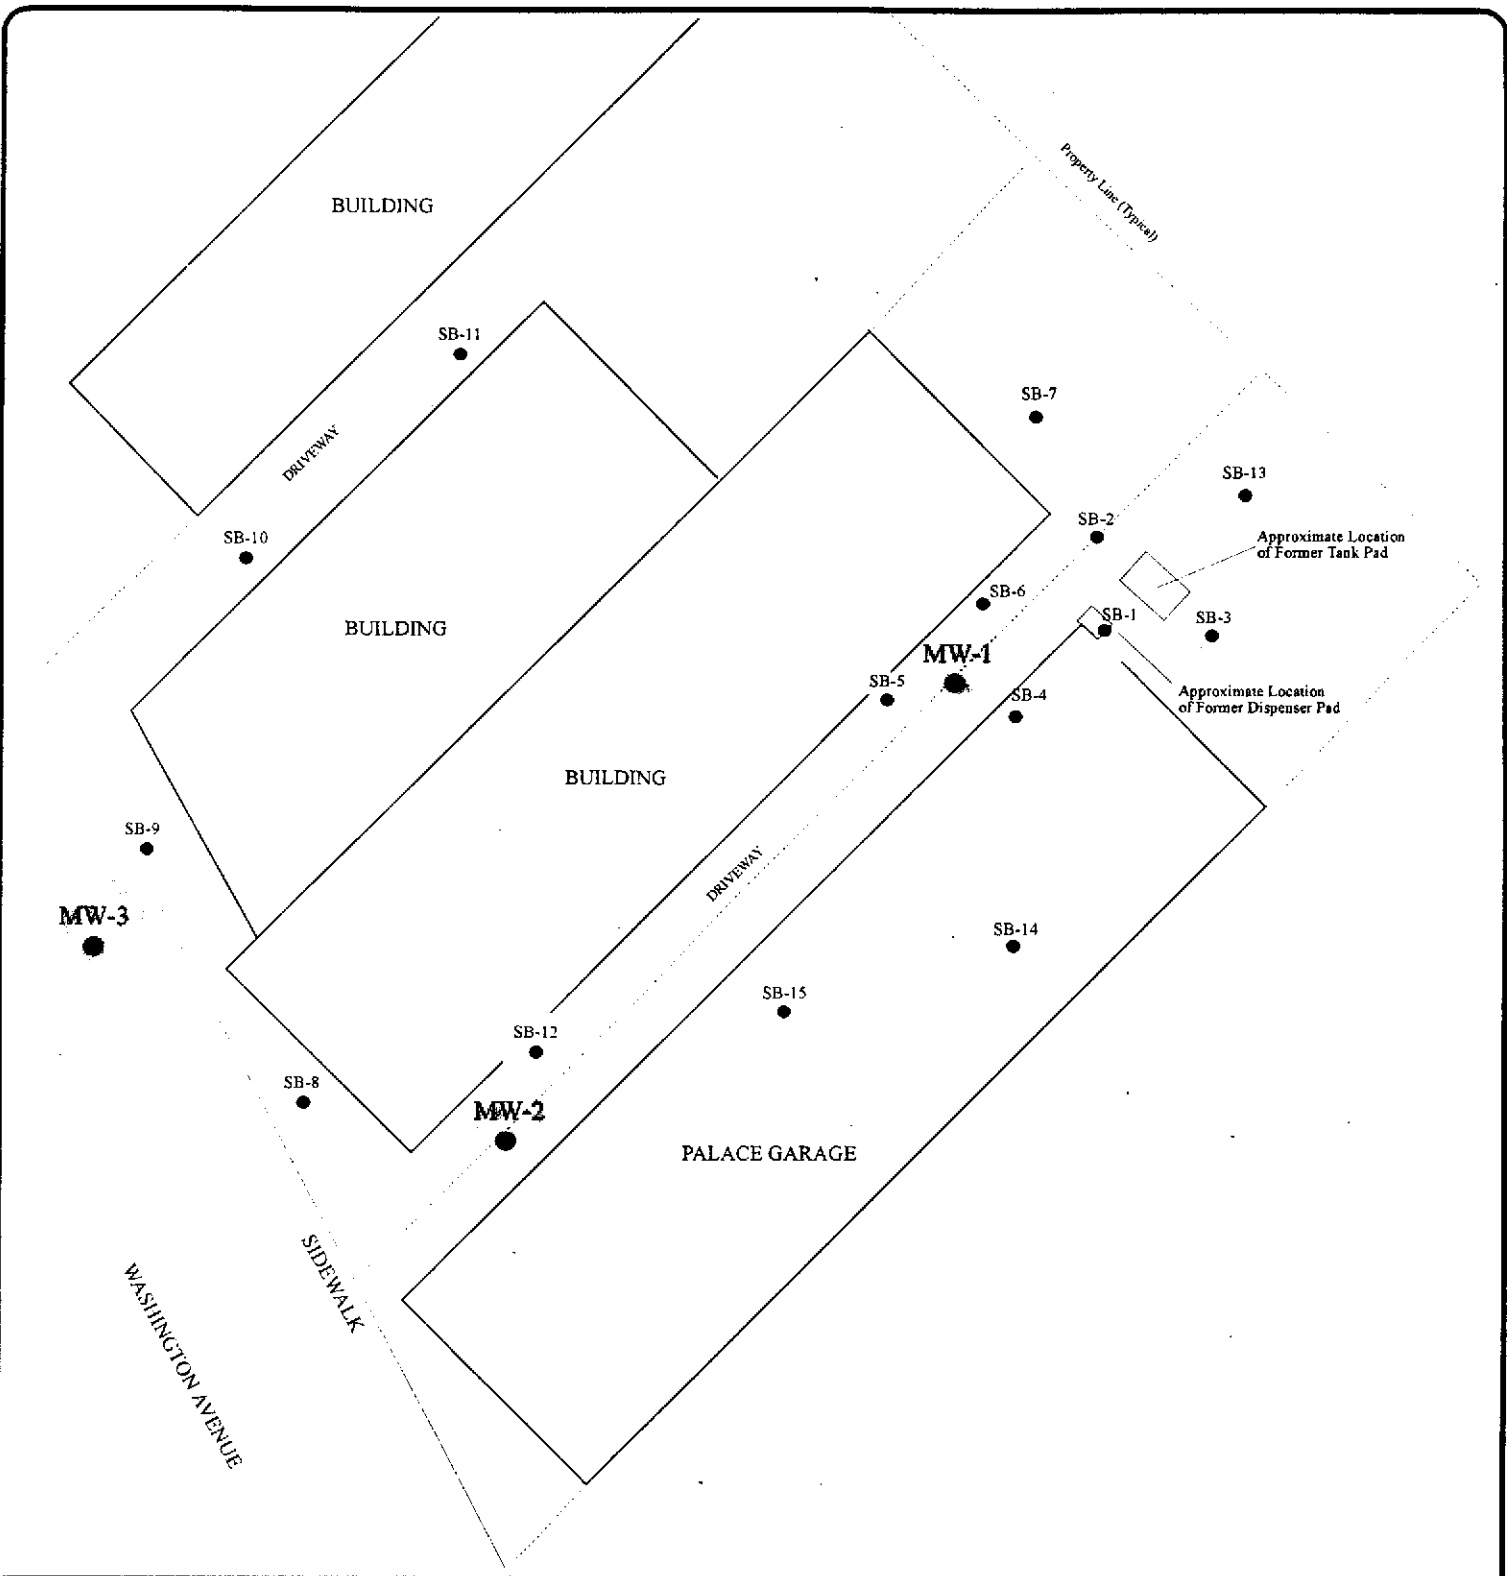 Property Line (Typical)
BUILDING
SB-11
SB-7
DRIVEWAY
SB-13
SB-2
SB-10
Approximate Location
of Former Tank Pad
SB-6
SB-1
SB-3
BUILDING
MW-1
SB-5
SB-4
Approximate Location
of Former Dispenser Pad
BUILDING
SB-9
DRIVEWAY
MW-3
SB-14
SB-15
SB-12
SB-8
MW-2
PALACE GARAGE
SIDEWALK
WASHINGTON AVENUE